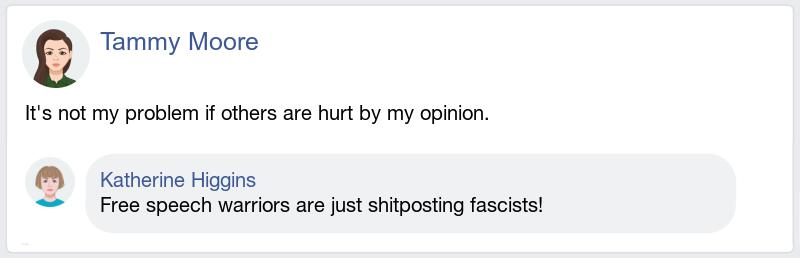 Tammy Moore
It's not my problem if others are hurt by my opinion.
Katherine Higgins
Free speech warriors are just shitposting fascists!